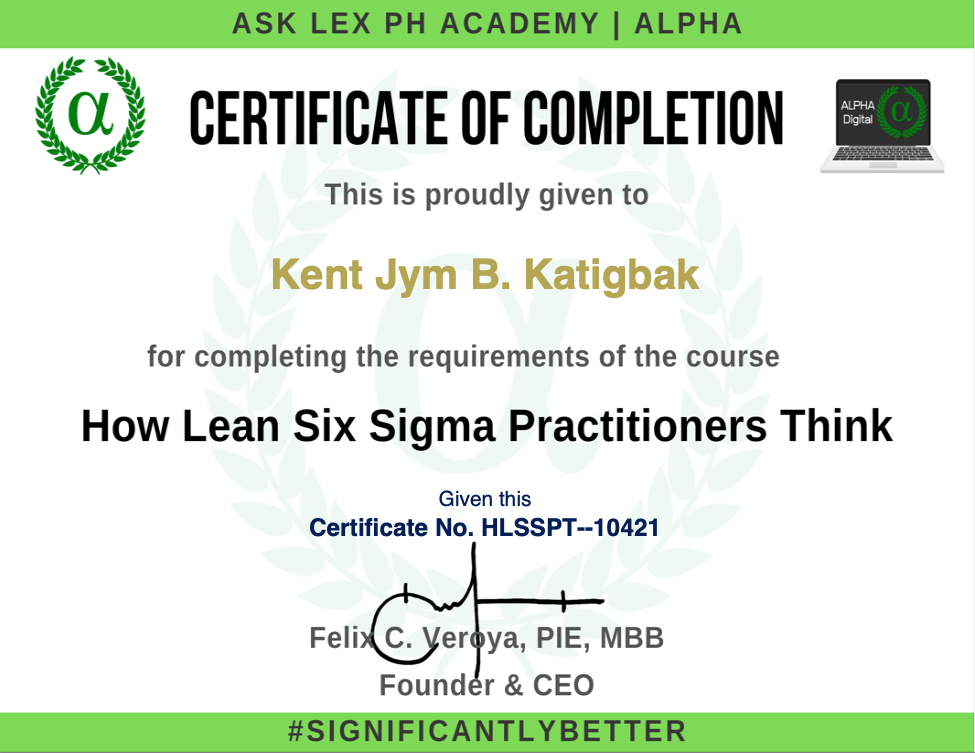 ASK LEX PH ACADEMY | ALPHA
α
CERTIFICATE OF COMPLETION
ALPHA
Digital
α
This is proudly given to
Kent Jym B. Katigbak
for completing the requirements of the course
How Lean Six Sigma Practitioners Think
Given this
Certificate No. HLSSPT--10421
Felix C. Veroya, PIE, MBB
Founder & CEO
#SIGNIFICANTLYBETTER